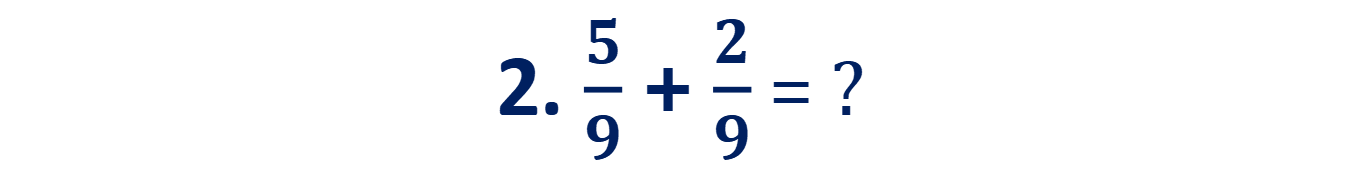 2. 5/9 + 2/9 = ?